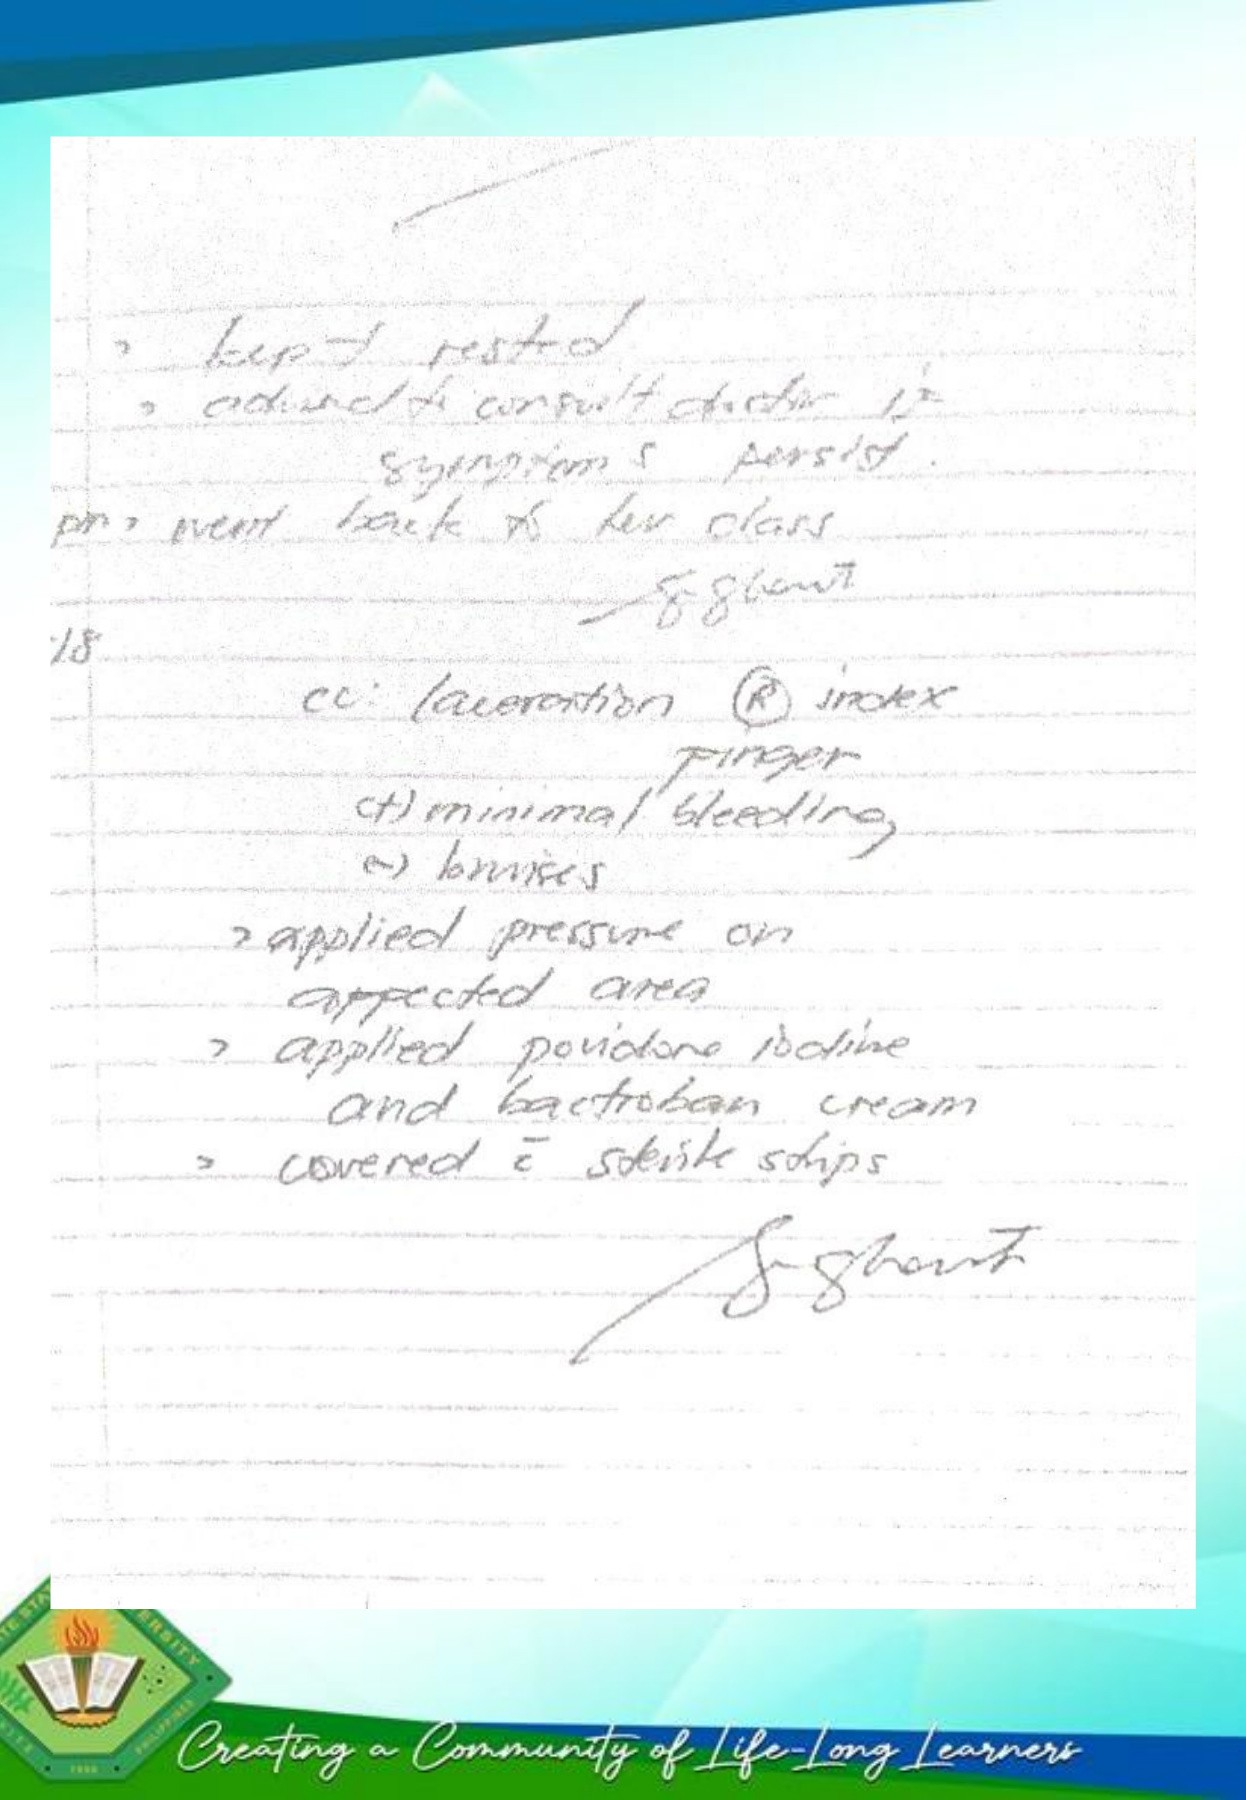 > kept rested
> advised to consult doctor if
symptoms persist.
pm > went back to her class
18
cc: laceration Ⓡ index
finger
(+) minimal bleeding
(-) bruises
> applied pressure on
affected area
> applied povidone iodine
and bactroban cream
> covered c̄ sterile strips
ERSITY
PHILIPPINES
Creating a Community of Life-Long Learners